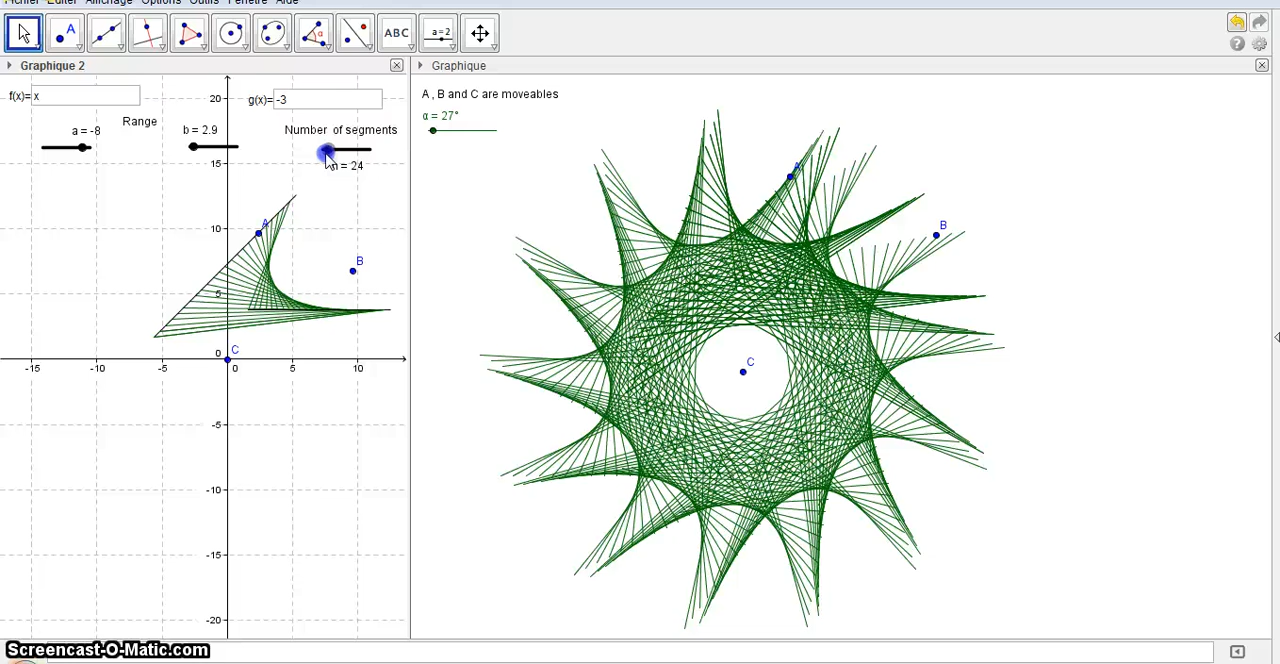 Fichier Editer Affichage Options Outils Fenêtre Aide
A ABC a=2
Graphique 2
Graphique
f(x)= x
g(x)= -3
Range
a = -8
b = 2.9
Number of segments
n = 24
A , B and C are moveables
α = 27°
20
15
10
5
0
-5
-10
-15
-20
-15 -10 -5 0 5 10
A
B
C
A
B
C
Screencast-O-Matic.com